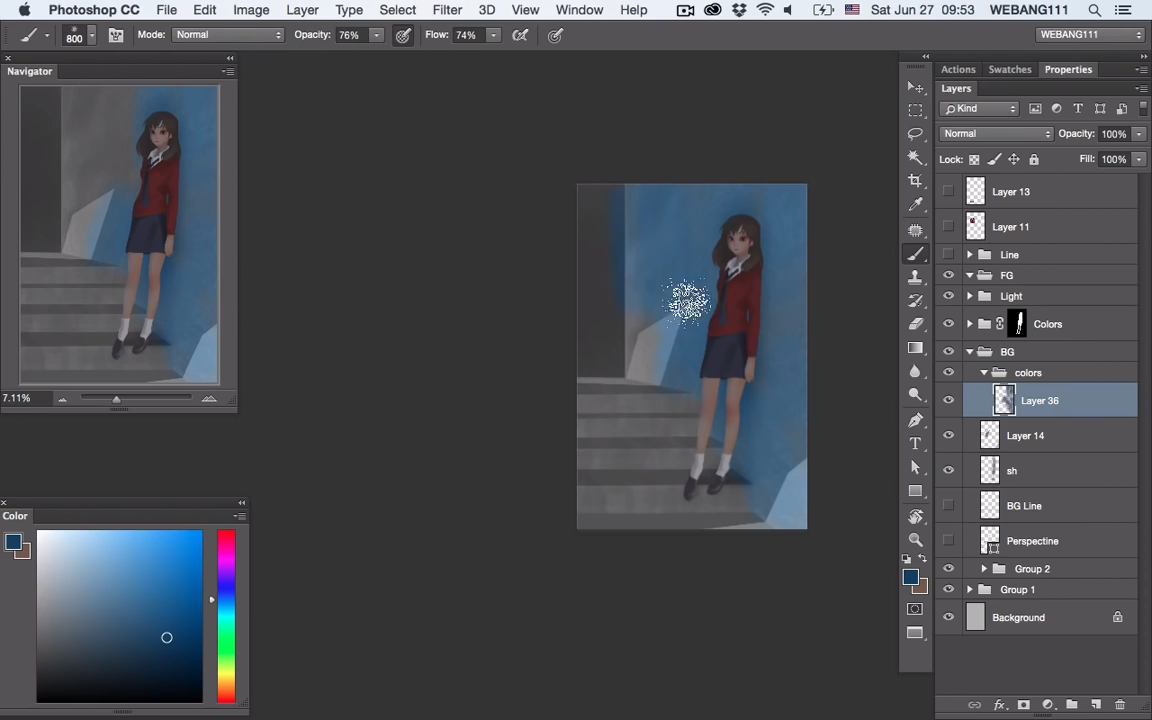 Photoshop CC File Edit Image Layer Type Select Filter 3D View Window Help Sat Jun 27 09:53 WEBANG111
800 Mode: Normal Opacity: 76% Flow: 74% WEBANG111
Navigator
7.11%
Color
Actions Swatches Properties
Layers
Kind T
Normal Opacity: 100%
Lock: Fill: 100%
Layer 13
Layer 11
Line
FG
Light
Colors
BG
colors
Layer 36
Layer 14
sh
BG Line
Perspectine
Group 2
Group 1
Background
fx